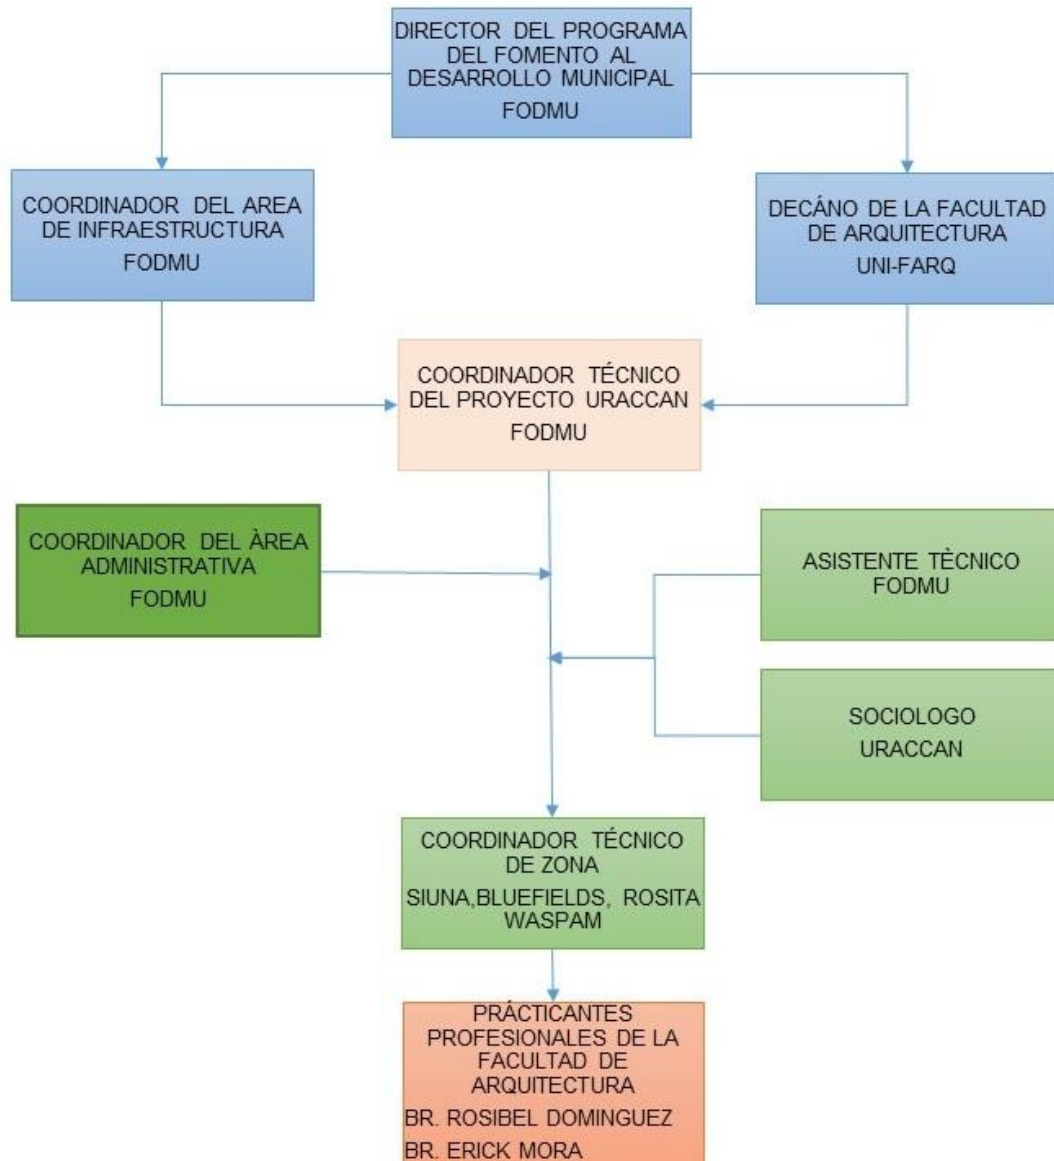 DIRECTOR DEL PROGRAMA
DEL FOMENTO AL
DESARROLLO MUNICIPAL
FODMU
COORDINADOR DEL AREA
DE INFRAESTRUCTURA
FODMU
DECÁNO DE LA FACULTAD
DE ARQUITECTURA
UNI-FARQ
COORDINADOR TÉCNICO
DEL PROYECTO URACCAN
FODMU
COORDINADOR DEL ÀREA
ADMINISTRATIVA
FODMU
ASISTENTE TÈCNICO
FODMU
SOCIOLOGO
URACCAN
COORDINADOR TÉCNICO
DE ZONA
SIUNA,BLUEFIELDS, ROSITA
WASPAM
PRÁCTICANTES
PROFESIONALES DE LA
FACULTAD DE
ARQUITECTURA
BR. ROSIBEL DOMINGUEZ
BR. ERICK MORA